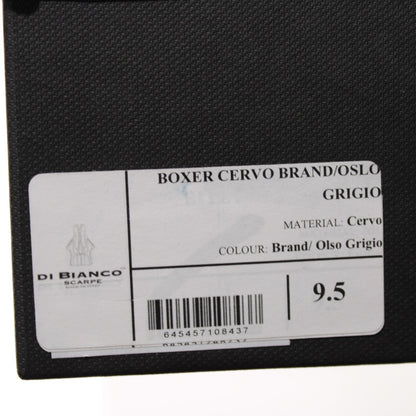 BOXER CERVO BRAND/OSLO
GRIGIO
MATERIAL: Cervo
COLOUR: Brand/ Olso Grigio
DI BIANCO
SCARPE
645457108437
9.5